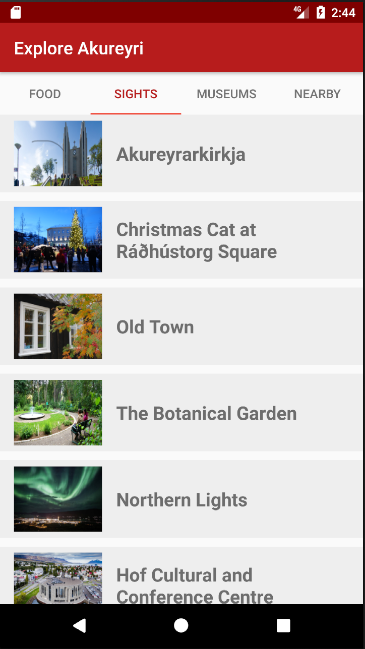 4G 2:44
Explore Akureyri
FOOD SIGHTS MUSEUMS NEARBY
Akureyrarkirkja
Christmas Cat at
Ráðhústorg Square
Old Town
The Botanical Garden
Northern Lights
Hof Cultural and
Conference Centre